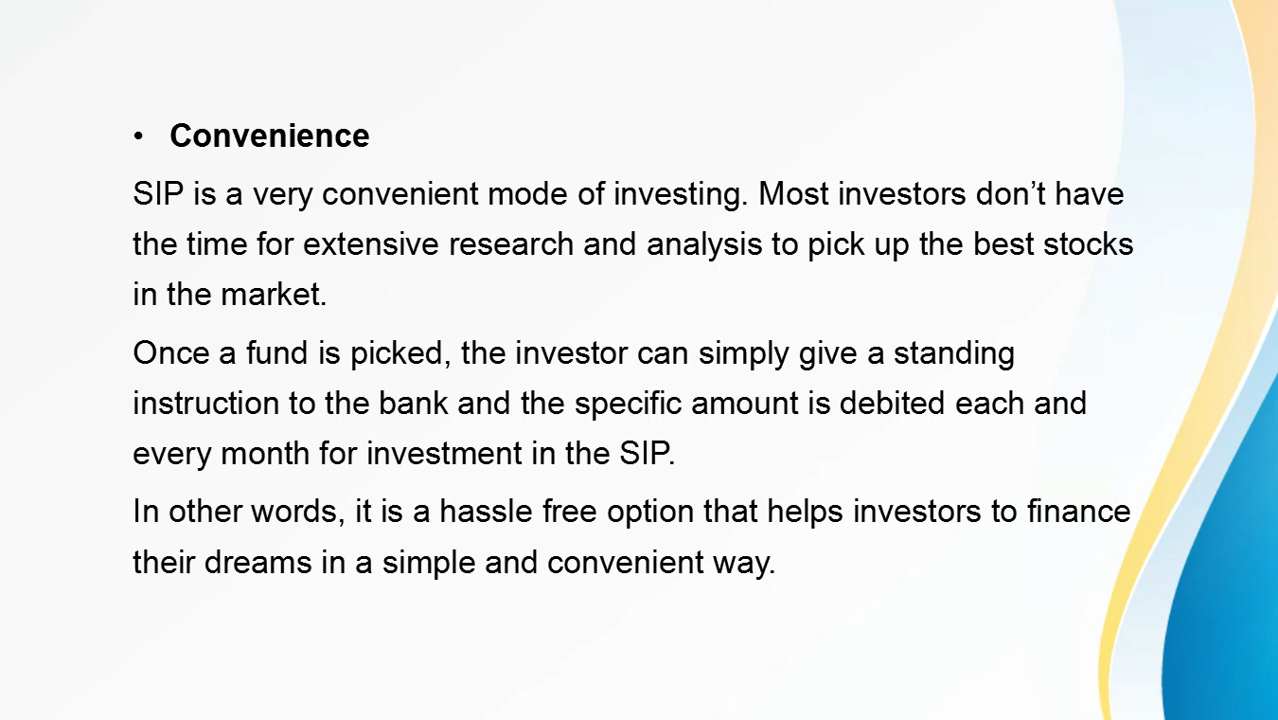 • Convenience
SIP is a very convenient mode of investing. Most investors don’t have
the time for extensive research and analysis to pick up the best stocks
in the market.
Once a fund is picked, the investor can simply give a standing
instruction to the bank and the specific amount is debited each and
every month for investment in the SIP.
In other words, it is a hassle free option that helps investors to finance
their dreams in a simple and convenient way.